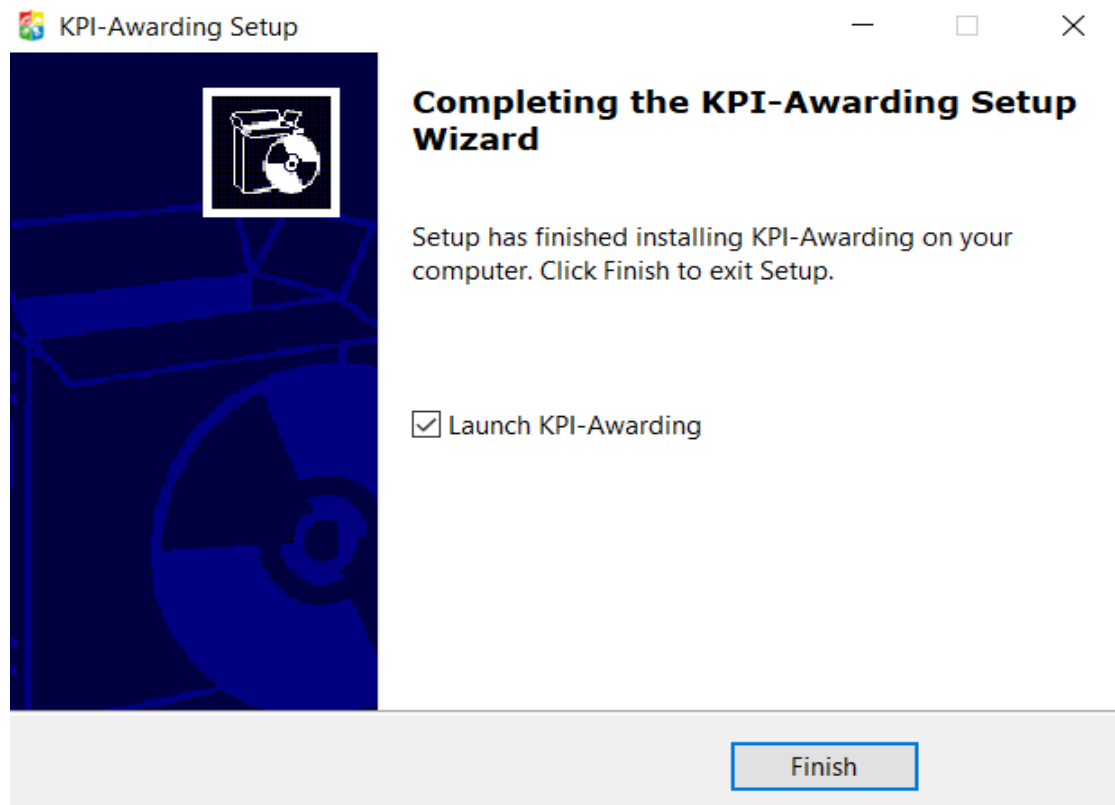 KPI-Awarding Setup
Completing the KPI-Awarding Setup
Wizard
Setup has finished installing KPI-Awarding on your
computer. Click Finish to exit Setup.
Launch KPI-Awarding
Finish